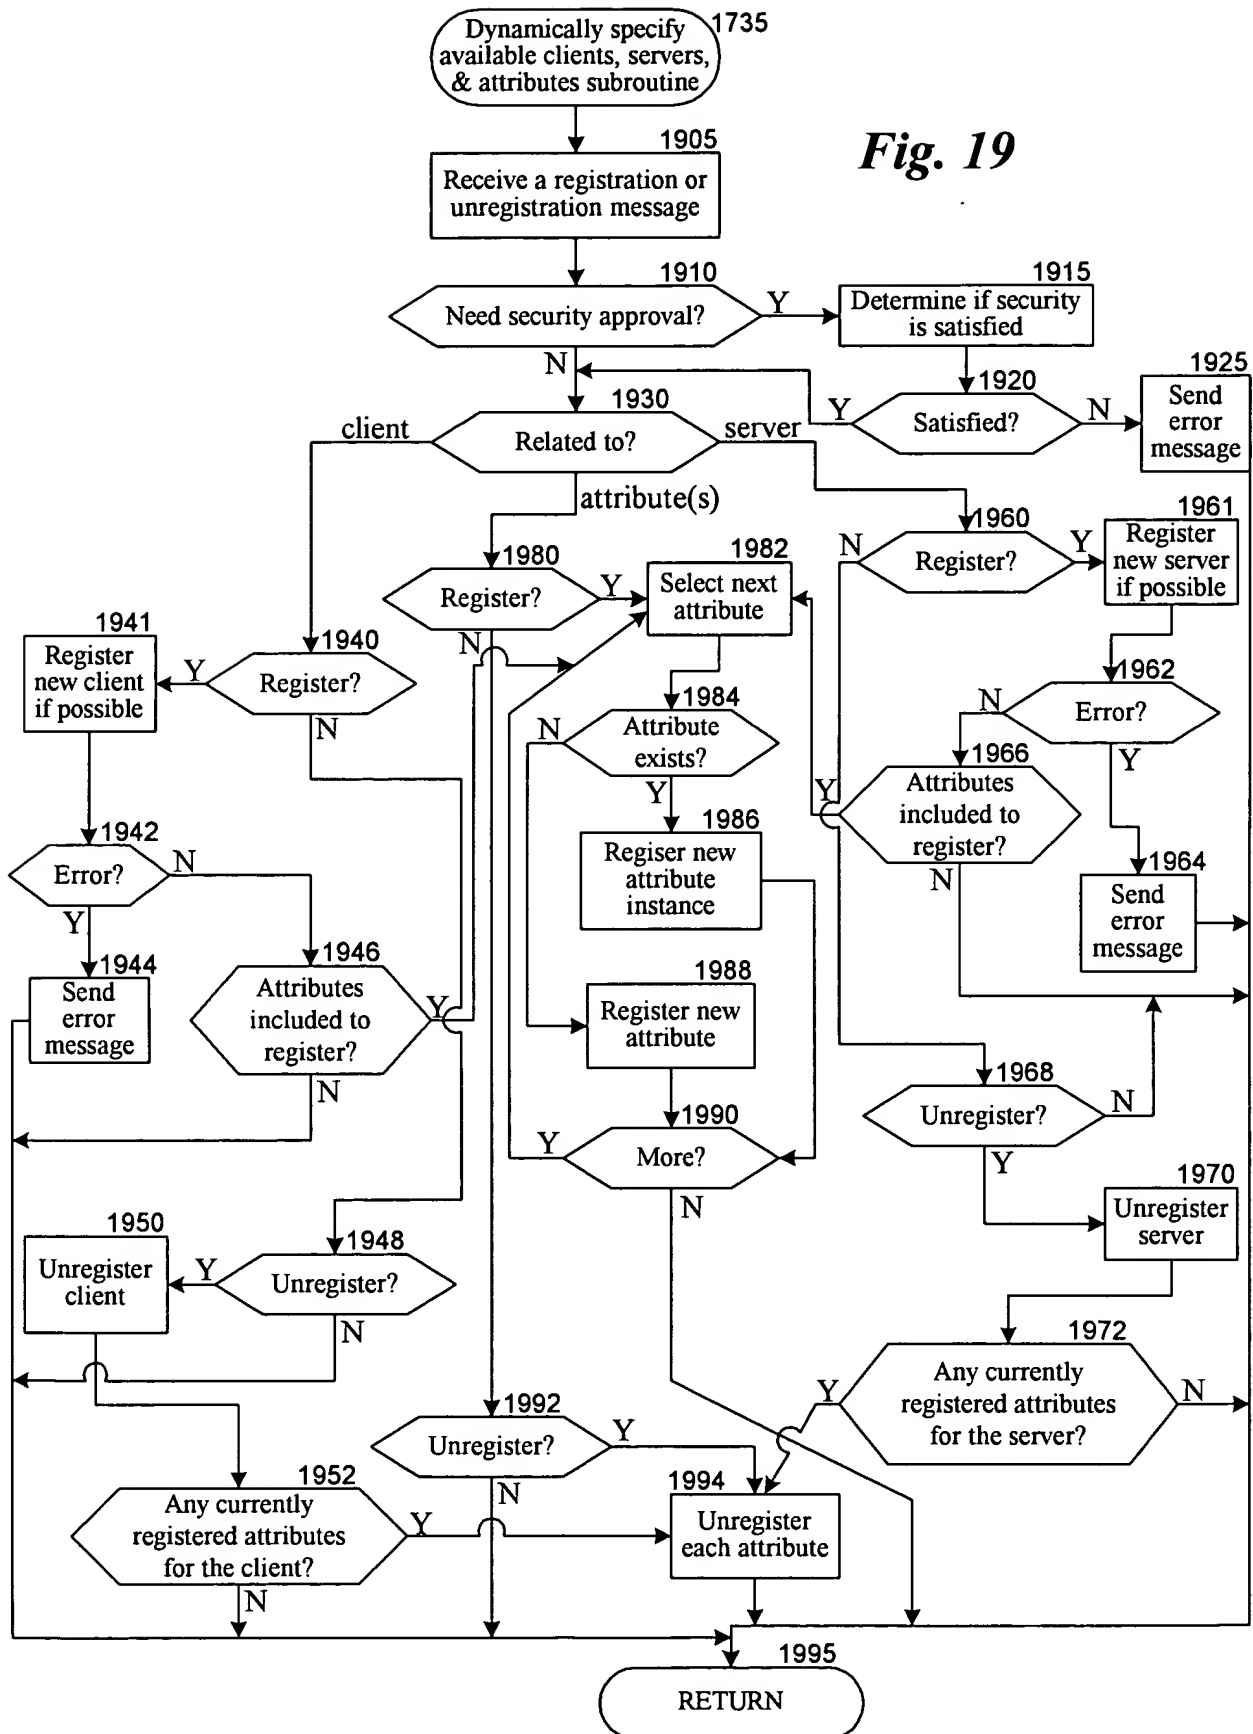 Dynamically specify
available clients, servers,
& attributes subroutine
1735
Fig. 19
1905
Receive a registration or
unregistration message
1910
Need security approval?
Y
N
1915
Determine if security
is satisfied
1920
Satisfied?
Y
N
1925
Send
error
message
1930
Related to?
client
server
attribute(s)
1960
Register?
N
Y
1961
Register
new server
if possible
1980
Register?
Y
N
1982
Select next
attribute
1941
Register
new client
if possible
1940
Register?
Y
N
1984
Attribute
exists?
N
Y
1962
Error?
N
Y
1966
Attributes
included to
register?
Y
N
1986
Regiser new
attribute
instance
1942
Error?
N
Y
1964
Send
error
message
1944
Send
error
message
1946
Attributes
included to
register?
Y
N
1988
Register new
attribute
1968
Unregister?
N
Y
1990
More?
Y
N
1970
Unregister
server
1950
Unregister
client
1948
Unregister?
Y
N
1972
Any currently
registered attributes
for the server?
Y
N
1992
Unregister?
Y
N
1952
Any currently
registered attributes
for the client?
Y
N
1994
Unregister
each attribute
1995
RETURN